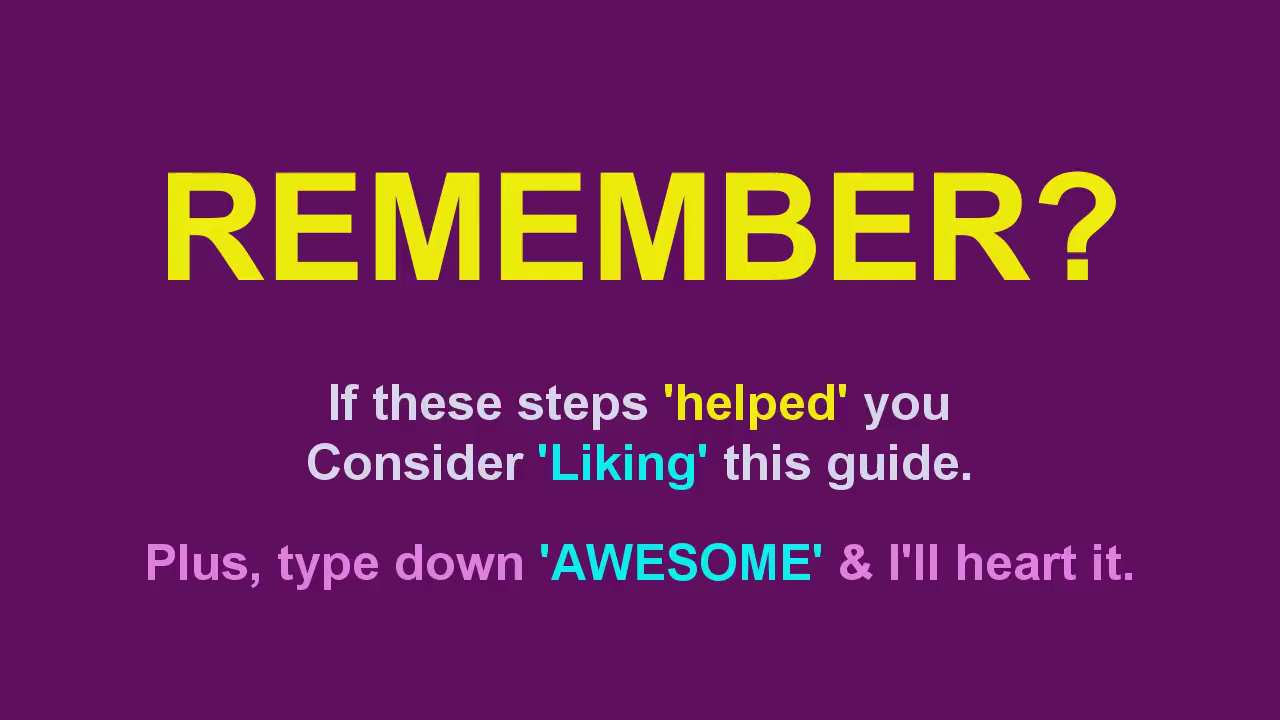 REMEMBER?
If these steps 'helped' you
Consider 'Liking' this guide.
Plus, type down 'AWESOME' & I'll heart it.